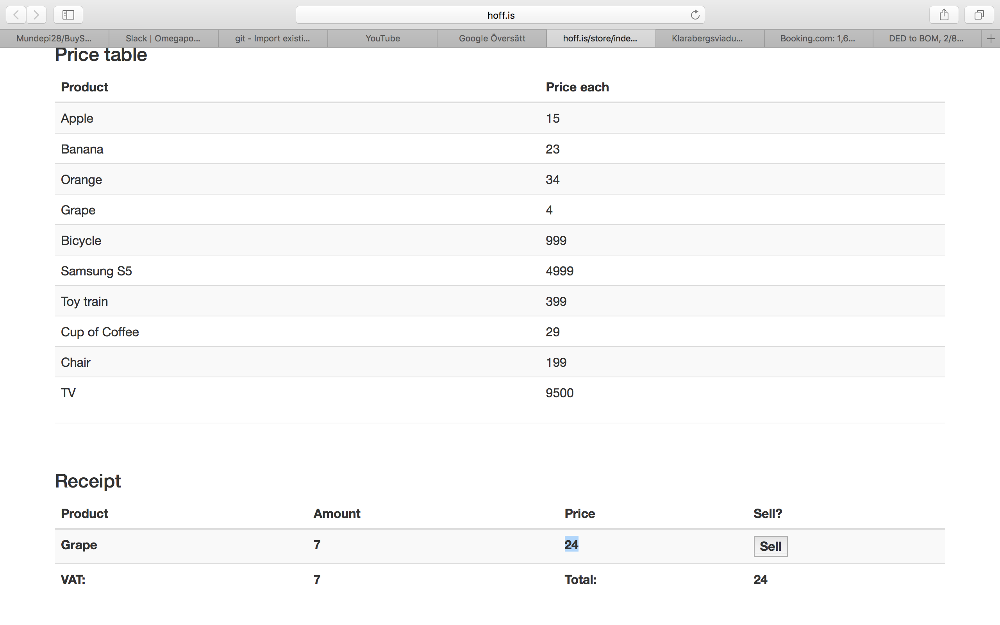 hoff.is
Mundepi28/BuyS...
Slack | Omegapo...
git - Import existi...
YouTube
Google Översätt
hoff.is/store/inde...
Klarabergsviadu...
Booking.com: 1,6...
DED to BOM, 2/8...
Price table
Product Price each
Apple 15
Banana 23
Orange 34
Grape 4
Bicycle 999
Samsung S5 4999
Toy train 399
Cup of Coffee 29
Chair 199
TV 9500
Receipt
Product Amount Price Sell?
Grape 7 24 Sell
VAT: 7 Total: 24